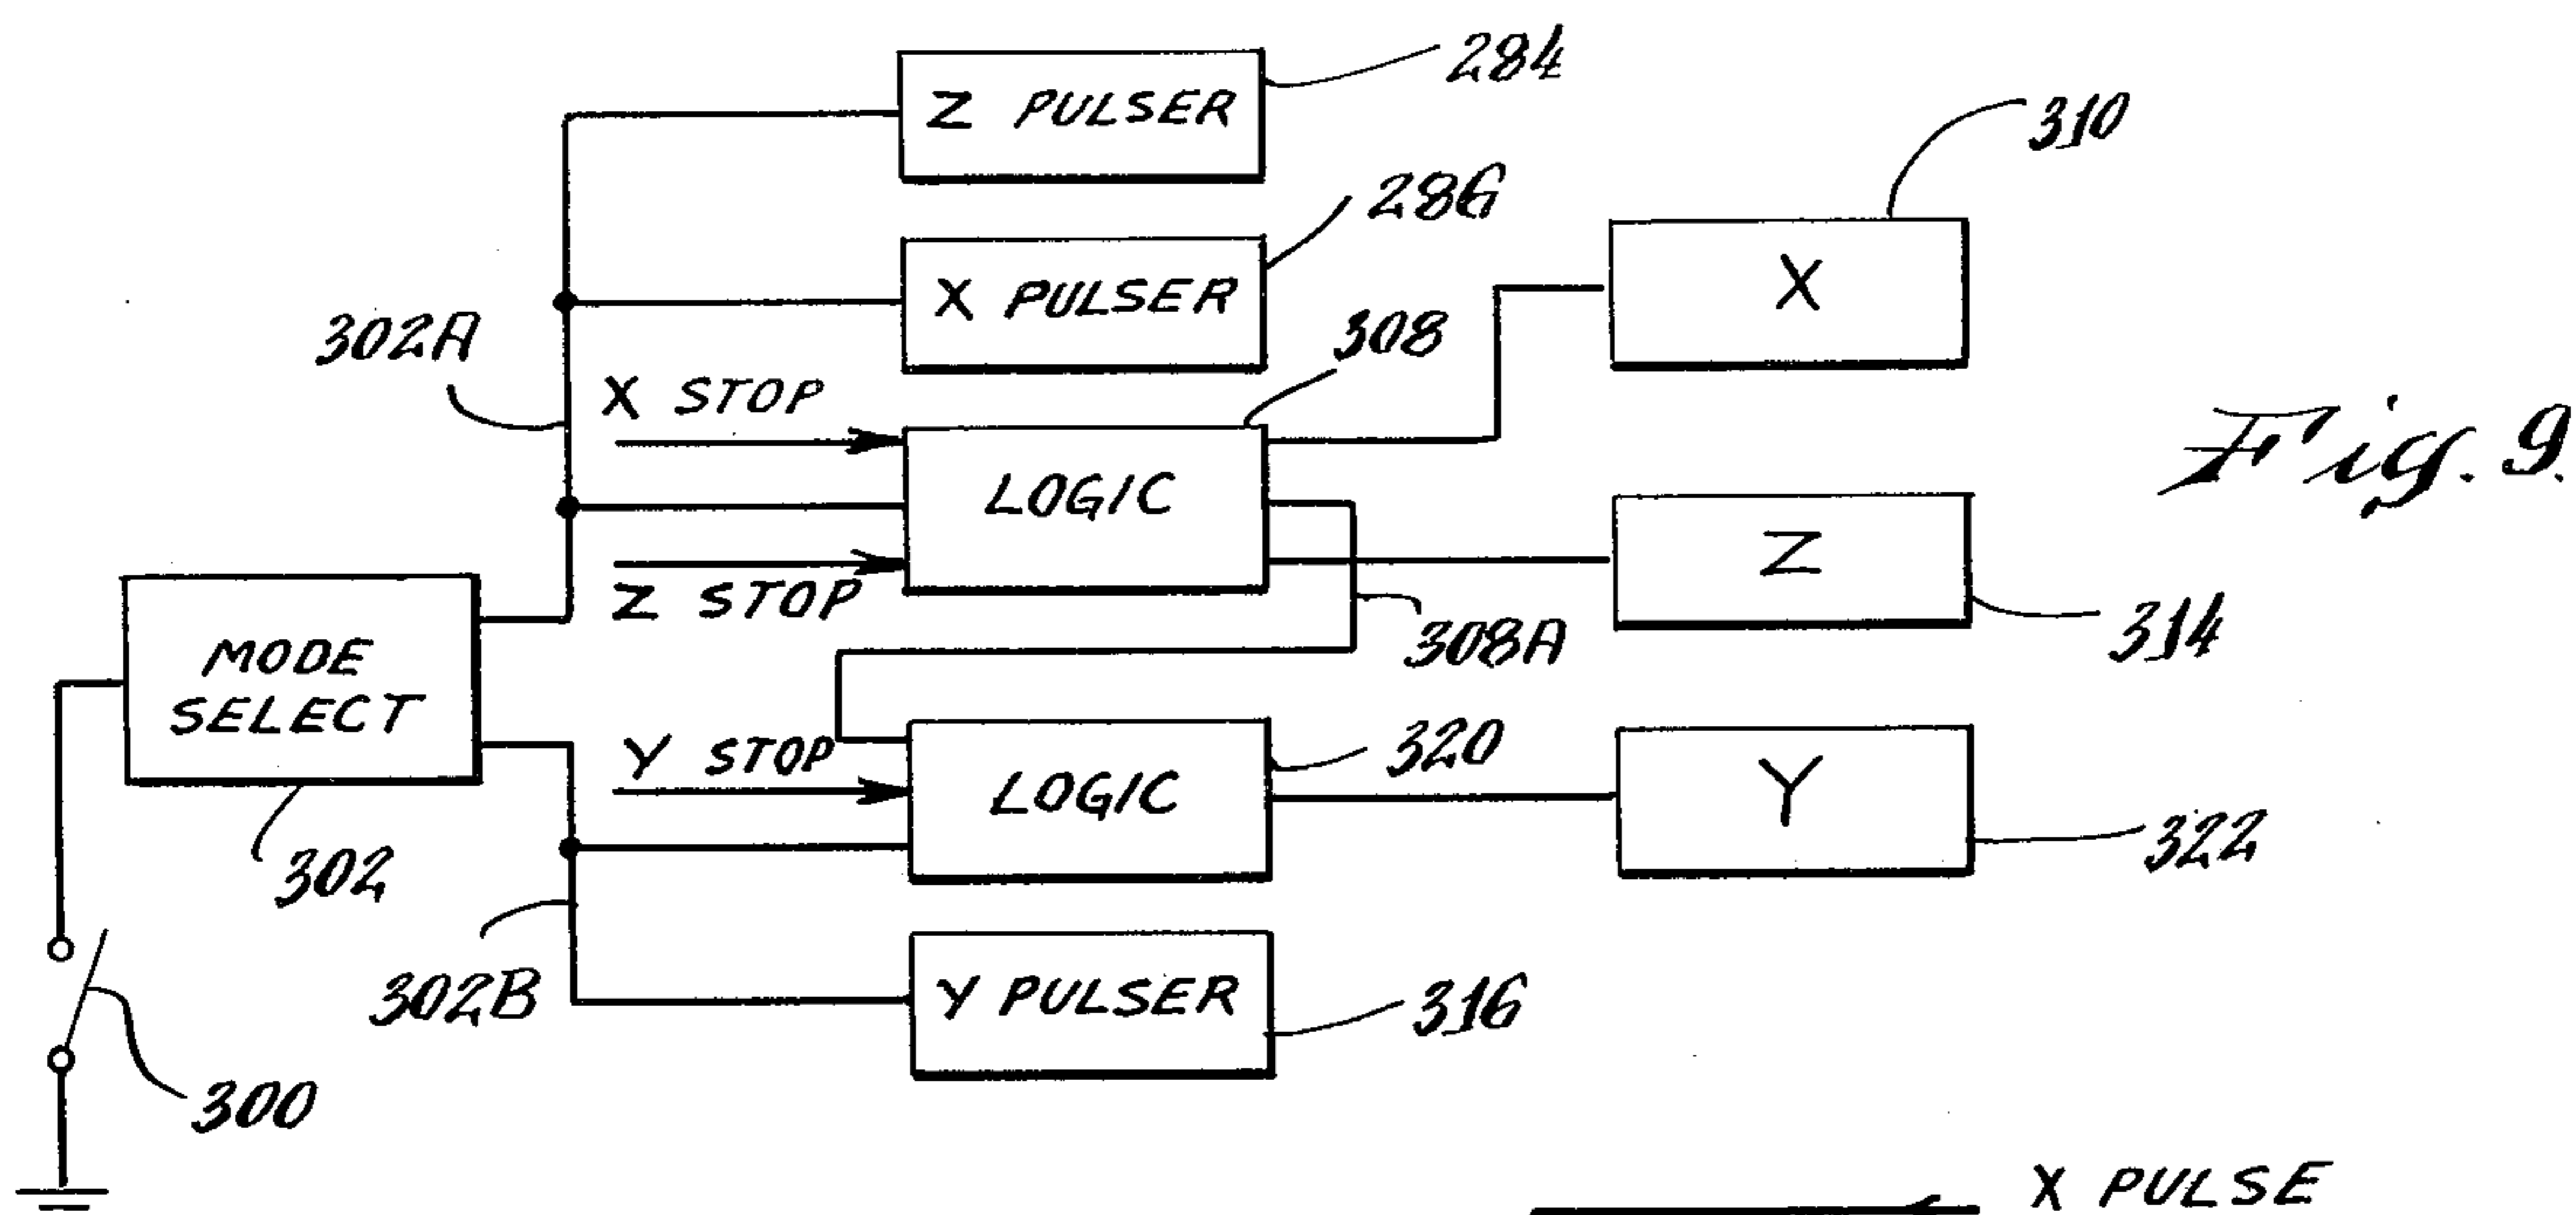 284
Z PULSER
310
286
X PULSER
X
302A
308
X STOP
LOGIC
Fig. 9.
Z
Z STOP
308A
314
MODE
SELECT
Y STOP
320
LOGIC
Y
322
302
302B
Y PULSER
316
300
X PULSE